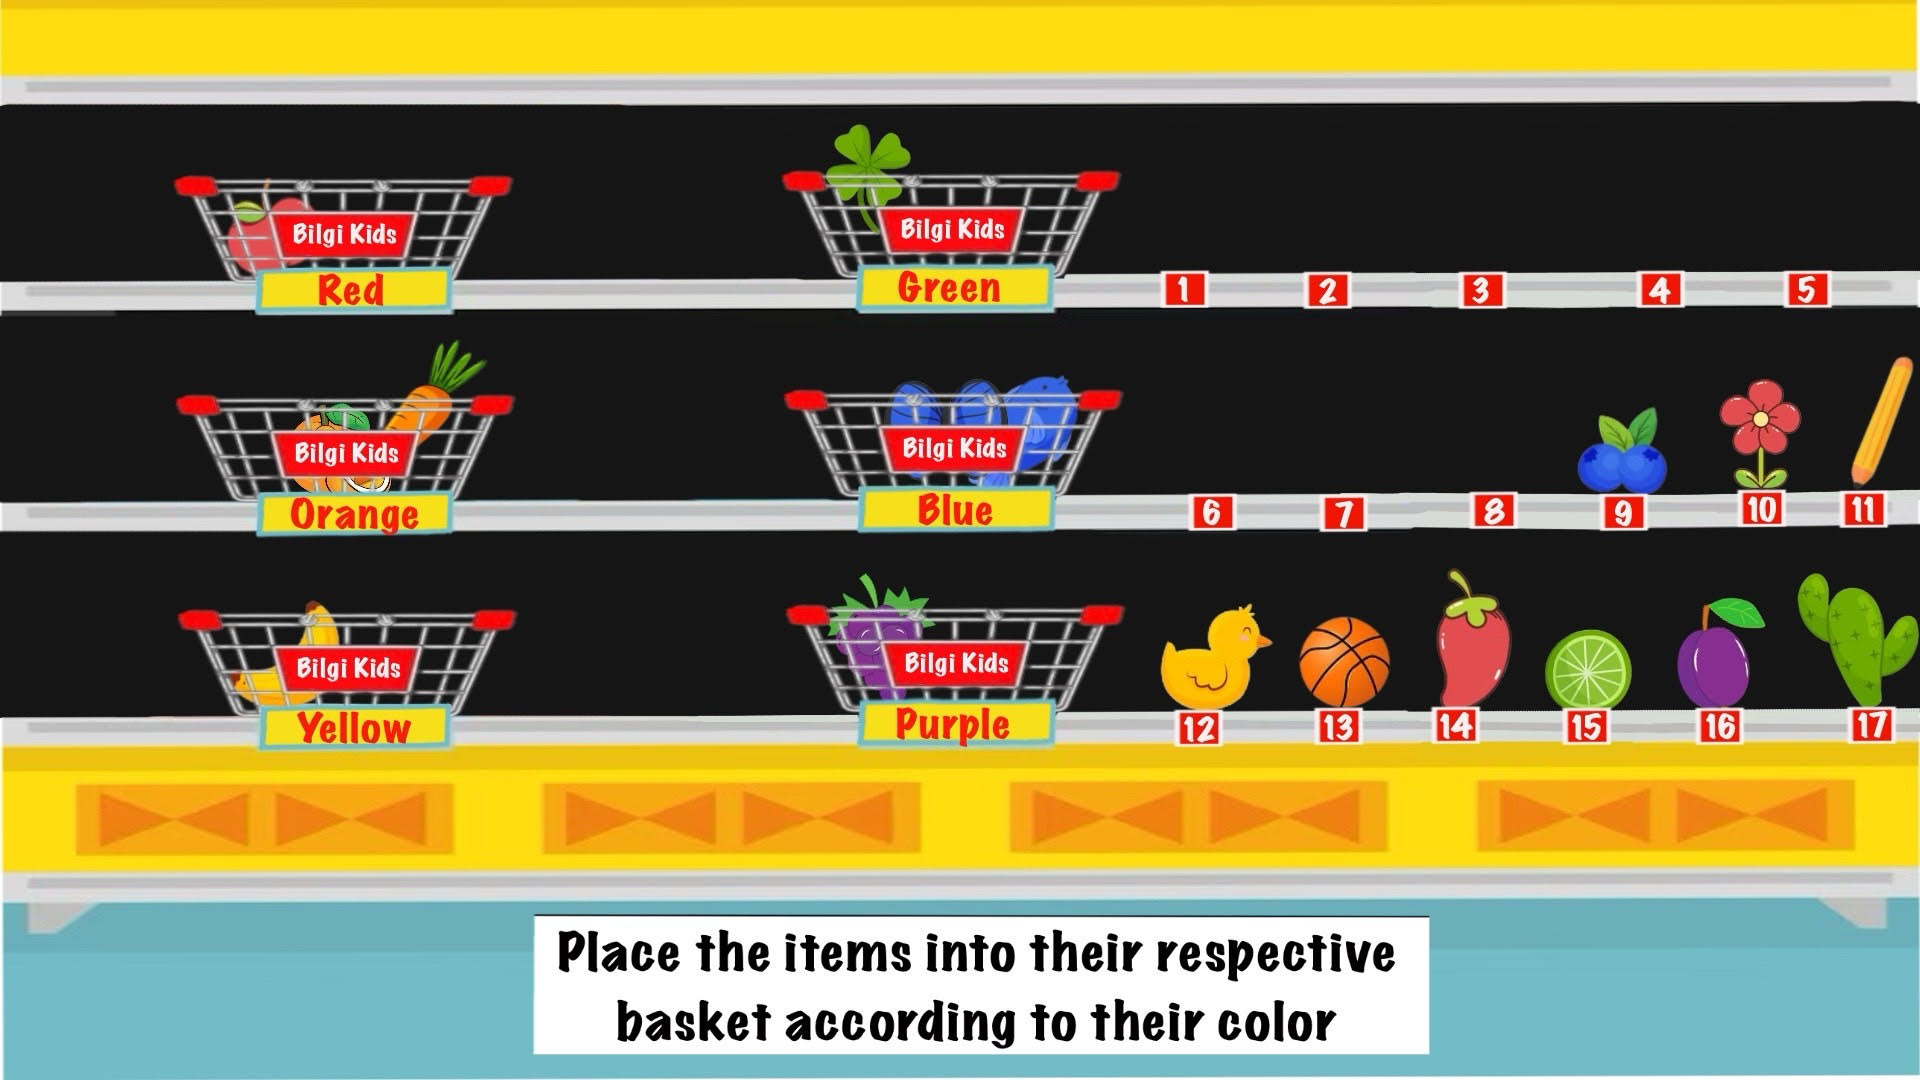 Bilgi Kids
Red
Bilgi Kids
Green
1
2
3
4
5
Bilgi Kids
Orange
Bilgi Kids
Blue
6
7
8
9
10
11
Bilgi Kids
Yellow
Bilgi Kids
Purple
12
13
14
15
16
17
Place the items into their respective
basket according to their color